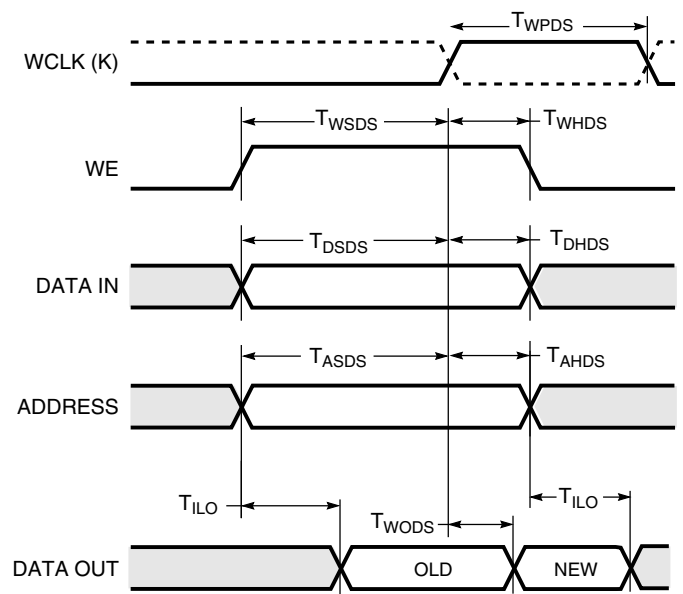 TWPDS
WCLK (K)
TWSDS
TWHDS
WE
TDSDS
TDHDS
DATA IN
TASDS
TAHDS
ADDRESS
TILO
TILO
TWODS
DATA OUT
OLD
NEW